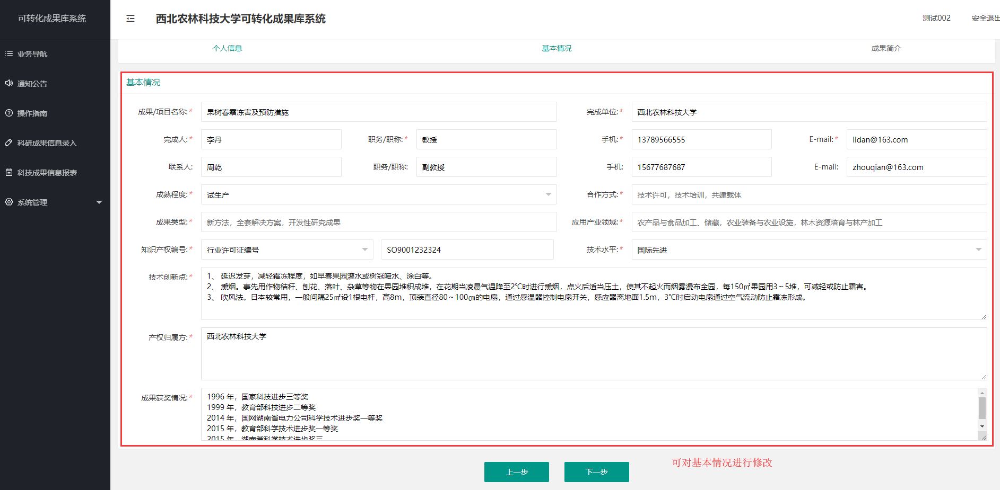 可转化成果库系统
西北农林科技大学可转化成果库系统
测试002
安全退出
业务导航
通知公告
操作指南
科研成果信息录入
科技成果信息报表
系统管理
个人信息
基本情况
成果简介
基本情况
成果/项目名称:* 果树春霜冻害及预防措施 完成单位:* 西北农林科技大学
完成人:* 李丹 职务/职称:* 教授 手机:* 13789566555 E-mail:* lidan@163.com
联系人: 周乾 职务/职称: 副教授 手机: 15677687687 E-mail: zhouqian@163.com
成熟程度:* 试生产 合作方式:* 技术许可，技术培训，共建载体
成果类型:* 新方法，全套解决方案，开发性研究成果 应用产业领域:* 农产品与食品加工、储藏，农业装备与农业设施，林木资源培育与林产加工
知识产权编号:* 行业许可证编号 SO9001232324 技术水平:* 国际先进
技术创新点:* 1、 延迟发芽，减轻霜冻程度，如早春果园灌水或树冠喷水、涂白等。
2、 熏烟。事先用作物秸秆、刨花、落叶、杂草等物在果园堆积成堆，在花期当凌晨气温降至2℃时进行熏烟，点火后适当压土，使其不起火而烟雾漫布全园，每150㎡果园用3～5堆，可减轻或防止霜害。
3、 吹风法。日本较常用，一般间隔25㎡设1根电杆，高8m，顶装直径80～100㎝的电扇，通过感温器控制电扇开关，感应器离地面1.5m，3℃时启动电扇通过空气流动防止霜冻形成。
产权归属方:* 西北农林科技大学
成果获奖情况:* 1996 年，国家科技进步三等奖
1999 年，教育部科技进步二等奖
2014 年，国网湖南省电力公司科学技术进步奖一等奖
2015 年，教育部科学技术进步奖一等奖
2015 年，湖南省科学技术进步奖三
上一步
下一步
可对基本情况进行修改